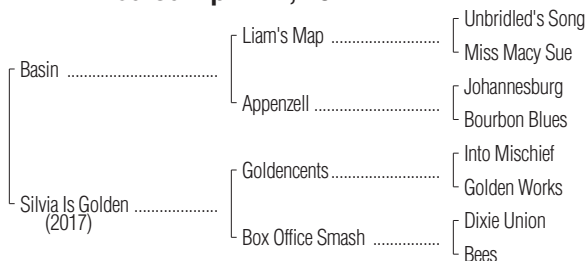 Unbridled's Song
Liam's Map ................................
Miss Macy Sue
Basin .......................................
Johannesburg
Appenzell .................................
Bourbon Blues
Into Mischief
Goldencents .............................
Golden Works
Silvia Is Golden ......................
(2017)
Dixie Union
Box Office Smash .................
Bees